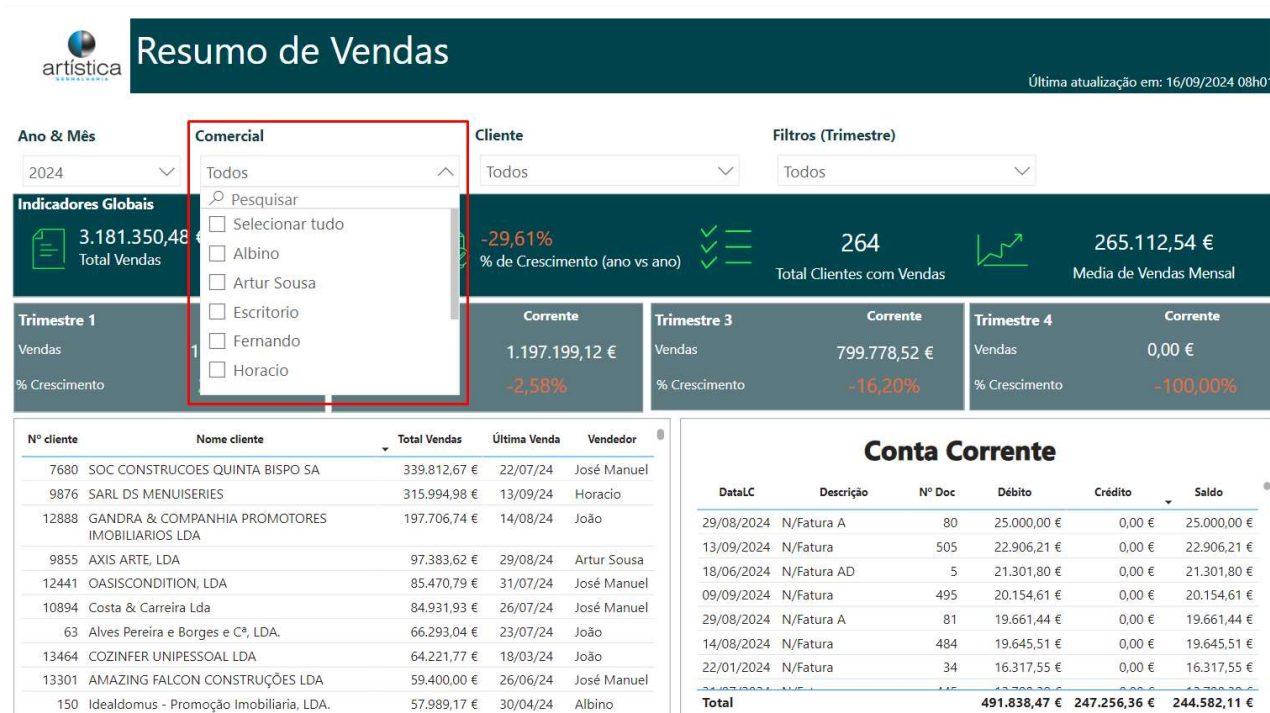 artística
Resumo de Vendas
Última atualização em: 16/09/2024 08h01
Ano & Mês
Comercial
Cliente
Filtros (Trimestre)
2024
Todos
Todos
Todos
Pesquisar
Selecionar tudo
Albino
Artur Sousa
Escritorio
Fernando
Horacio
Indicadores Globais
3.181.350,48 €
Total Vendas
-29,61%
% de Crescimento (ano vs ano)
264
Total Clientes com Vendas
265.112,54 €
Media de Vendas Mensal
Trimestre 1
Vendas
1
% Crescimento
Corrente
1.197.199,12 €
-2,58%
Trimestre 3 Corrente
Vendas 799.778,52 €
% Crescimento -16,20%
Trimestre 4 Corrente
Vendas 0,00 €
% Crescimento -100,00%
Nº cliente Nome cliente Total Vendas Última Venda Vendedor
7680 SOC CONSTRUCOES QUINTA BISPO SA 339.812,67 € 22/07/24 José Manuel
9876 SARL DS MENUISERIES 315.994,98 € 13/09/24 Horacio
12888 GANDRA & COMPANHIA PROMOTORES 197.706,74 € 14/08/24 João
IMOBILIARIOS LDA
9855 AXIS ARTE, LDA 97.383,62 € 29/08/24 Artur Sousa
12441 OASISCONDITION, LDA 85.470,79 € 31/07/24 José Manuel
10894 Costa & Carreira Lda 84.931,93 € 26/07/24 José Manuel
63 Alves Pereira e Borges e Cª, LDA. 66.293,04 € 23/07/24 João
13464 COZINFER UNIPESSOAL LDA 64.221,77 € 18/03/24 João
13301 AMAZING FALCON CONSTRUÇÕES LDA 59.400,00 € 26/06/24 José Manuel
150 Idealdomus - Promoção Imobiliaria, LDA. 57.989,17 € 30/04/24 Albino
Conta Corrente
DataLC Descrição Nº Doc Débito Crédito Saldo
29/08/2024 N/Fatura A 80 25.000,00 € 0,00 € 25.000,00 €
13/09/2024 N/Fatura 505 22.906,21 € 0,00 € 22.906,21 €
18/06/2024 N/Fatura AD 5 21.301,80 € 0,00 € 21.301,80 €
09/09/2024 N/Fatura 495 20.154,61 € 0,00 € 20.154,61 €
29/08/2024 N/Fatura A 81 19.661,44 € 0,00 € 19.661,44 €
14/08/2024 N/Fatura 484 19.645,51 € 0,00 € 19.645,51 €
22/01/2024 N/Fatura 34 16.317,55 € 0,00 € 16.317,55 €
Total 491.838,47 € 247.256,36 € 244.582,11 €